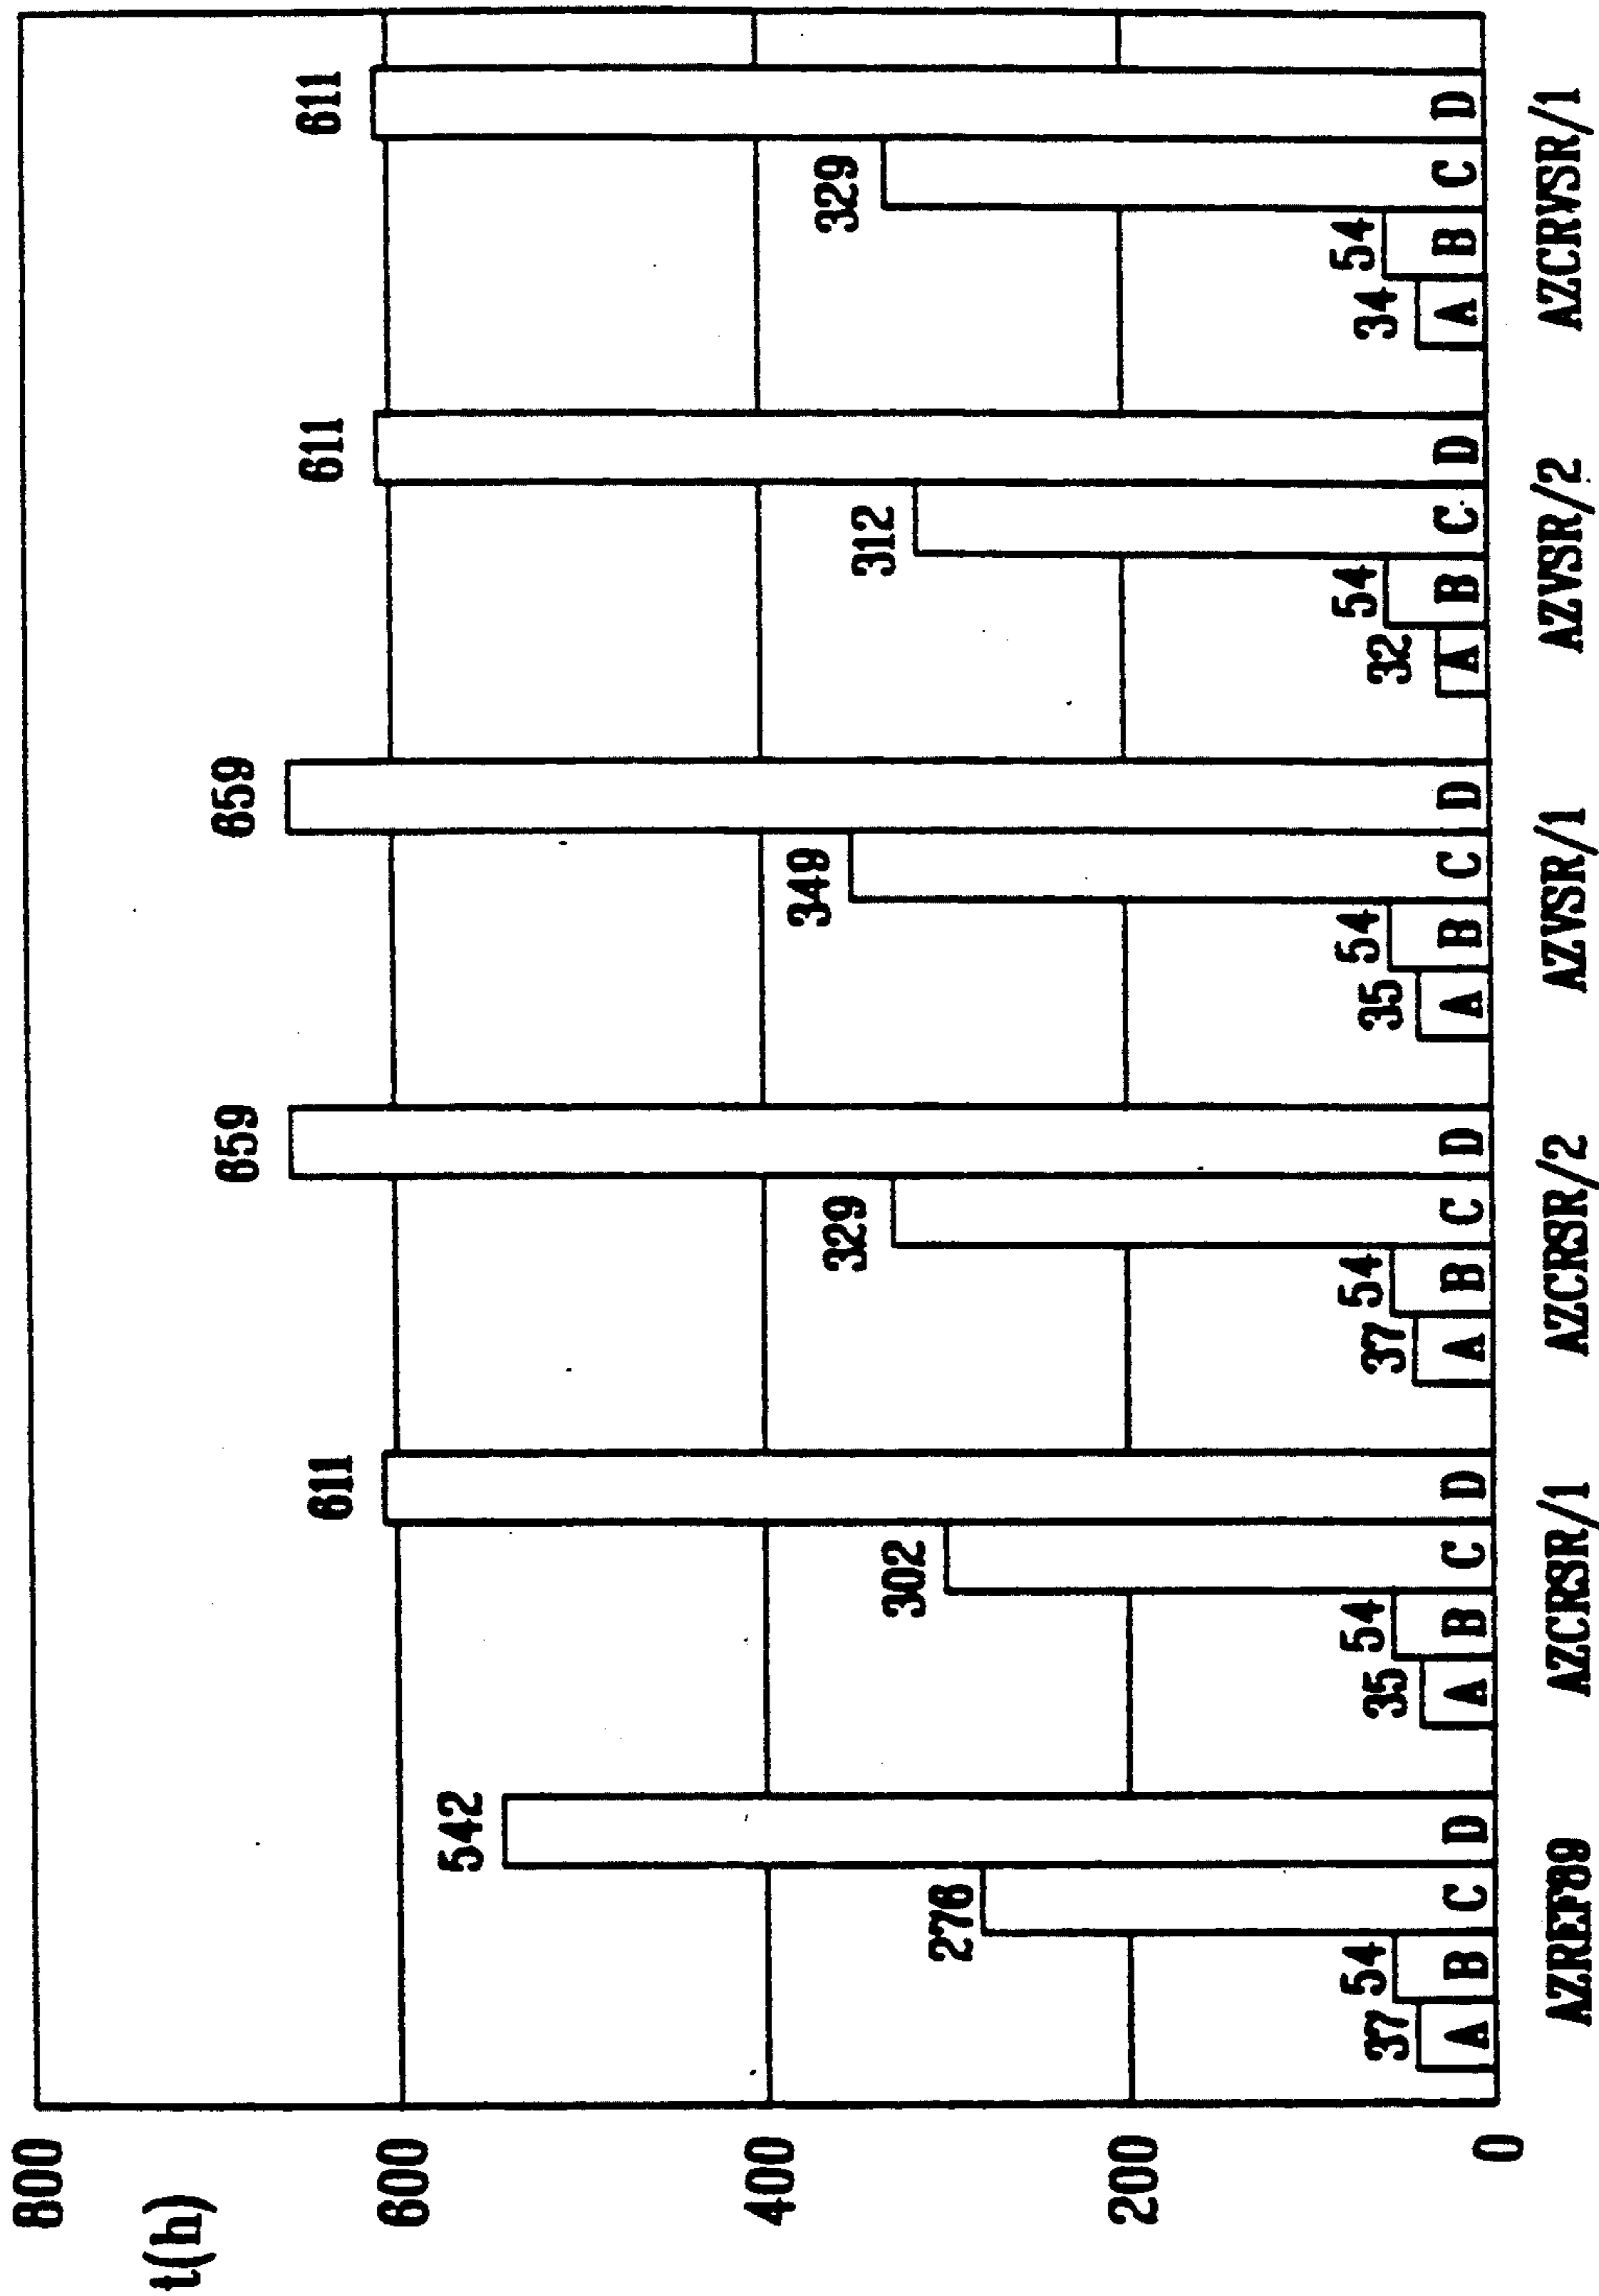 800
t(h)
600
400
200
0
37
54
276
542
35
54
302
611
37
54
329
659
35
54
349
659
32
54
312
611
34
54
329
611
A B C D
A B C D
A B C D
A B C D
A B C D
A B C D
AZREF89
AZCRSR/1
AZCRSR/2
AZVSR/1
AZVSR/2
AZCRVSR/1